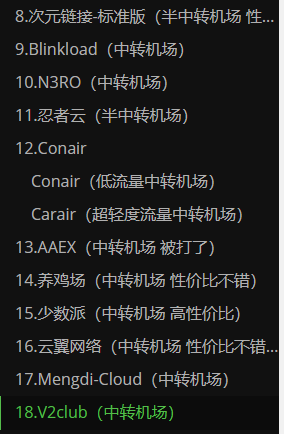 8.次元链接-标准版（半中转机场 性...
9.Blinkload（中转机场）
10.N3RO（中转机场）
11.忍者云（半中转机场）
12.Conair
Conair（低流量中转机场）
Carair（超轻度流量中转机场）
13.AAEX（中转机场 被打了）
14.养鸡场（中转机场 性价比不错）
15.少数派（中转机场 高性价比）
16.云翼网络（中转机场 性价比不错...
17.Mengdi-Cloud（中转机场）
18.V2club（中转机场）